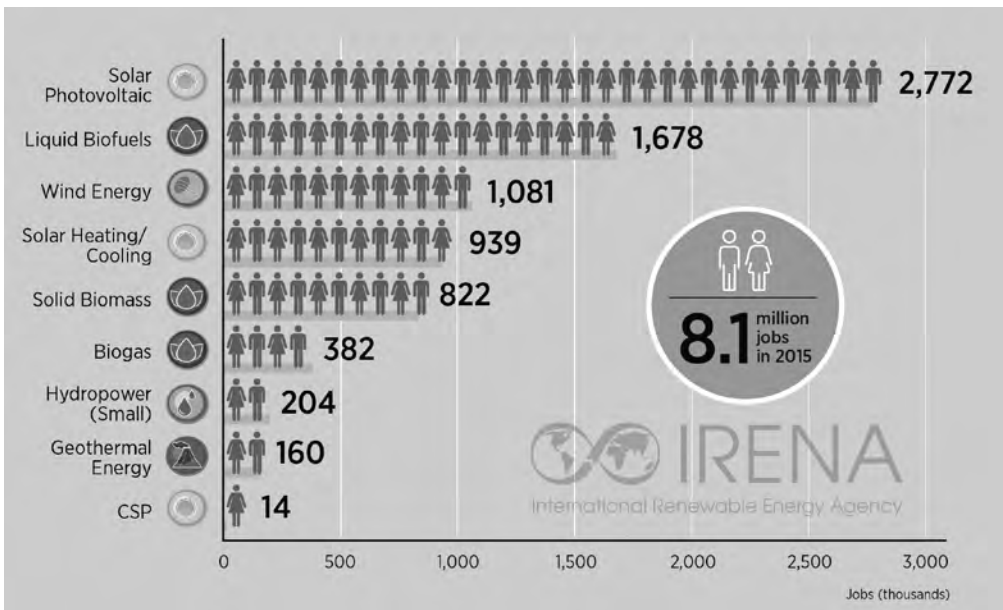 Solar
Photovoltaic
2,772
Liquid Biofuels
1,678
Wind Energy
1,081
Solar Heating/
Cooling
939
Solid Biomass
822
Biogas
382
Hydropower
(Small)
204
Geothermal
Energy
160
CSP
14
8.1 million
jobs
in 2015
IRENA
International Renewable Energy Agency
0
500
1,000
1,500
2,000
2,500
3,000
Jobs (thousands)